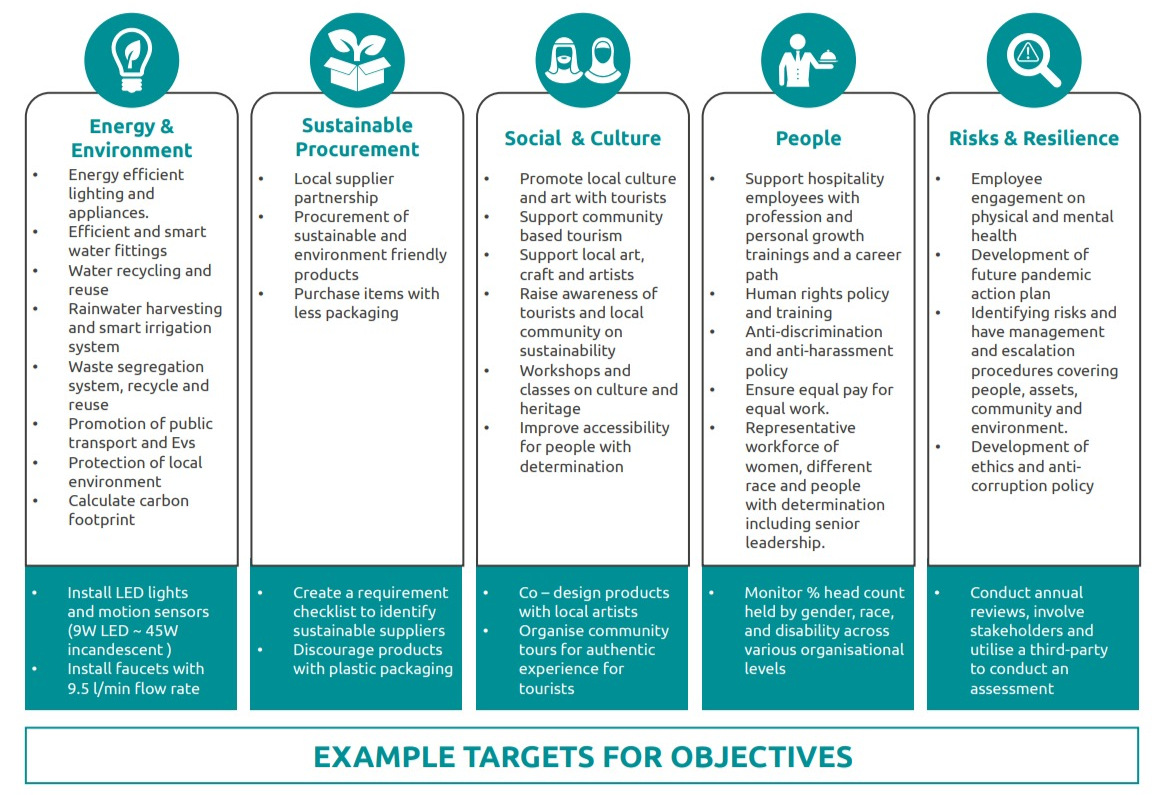 Energy &
Environment
• Energy efficient
lighting and
appliances.
• Efficient and smart
water fittings
• Water recycling and
reuse
• Rainwater harvesting
and smart irrigation
system
• Waste segregation
system, recycle and
reuse
• Promotion of public
transport and Evs
• Protection of local
environment
• Calculate carbon
footprint
• Install LED lights
and motion sensors
(9W LED ~ 45W
incandescent )
• Install faucets with
9.5 l/min flow rate
Sustainable
Procurement
• Local supplier
partnership
• Procurement of
sustainable and
environment friendly
products
• Purchase items with
less packaging
• Create a requirement
checklist to identify
sustainable suppliers
• Discourage products
with plastic packaging
Social & Culture
• Promote local culture
and art with tourists
• Support community
based tourism
• Support local art,
craft and artists
• Raise awareness of
tourists and local
community on
sustainability
• Workshops and
classes on culture and
heritage
• Improve accessibility
for people with
determination
• Co – design products
with local artists
• Organise community
tours for authentic
experience for
tourists
People
• Support hospitality
employees with
profession and
personal growth
trainings and a career
path
• Human rights policy
and training
• Anti-discrimination
and anti-harassment
policy
• Ensure equal pay for
equal work.
• Representative
workforce of
women, different
race and people
with determination
including senior
leadership.
• Monitor % head count
held by gender, race,
and disability across
various organisational
levels
Risks & Resilience
• Employee
engagement on
physical and mental
health
• Development of
future pandemic
action plan
• Identifying risks and
have management
and escalation
procedures covering
people, assets,
community and
environment.
• Development of
ethics and anti-
corruption policy
• Conduct annual
reviews, involve
stakeholders and
utilise a third-party
to conduct an
assessment
EXAMPLE TARGETS FOR OBJECTIVES